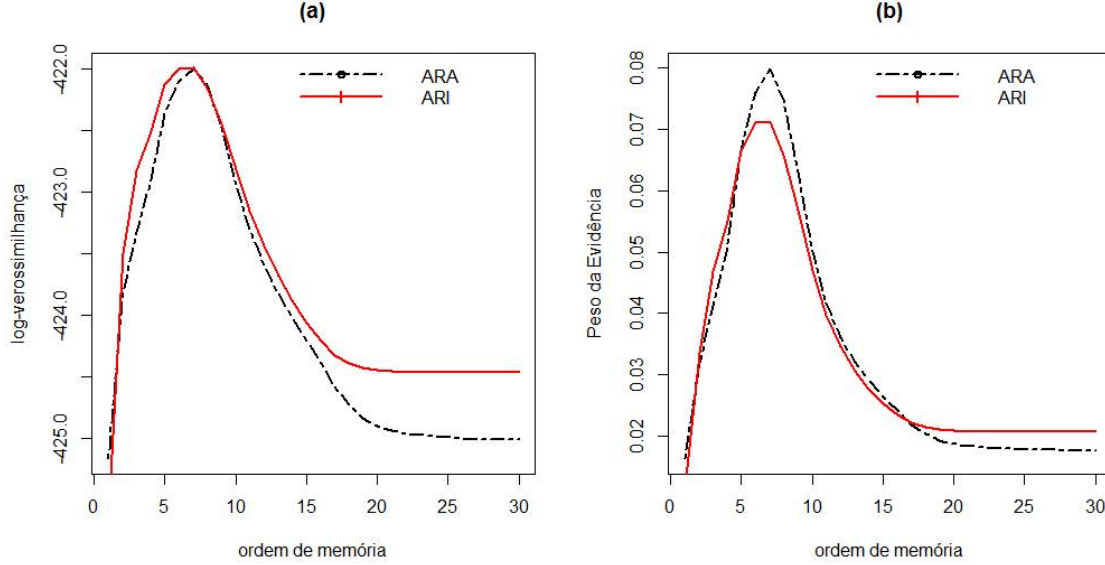 (a)
log-verossimilhança
-422.0
-423.0
-424.0
-425.0
ARA
ARI
0 5 10 15 20 25 30
ordem de memória
(b)
Peso da Evidência
0.08
0.07
0.06
0.05
0.04
0.03
0.02
ARA
ARI
0 5 10 15 20 25 30
ordem de memória